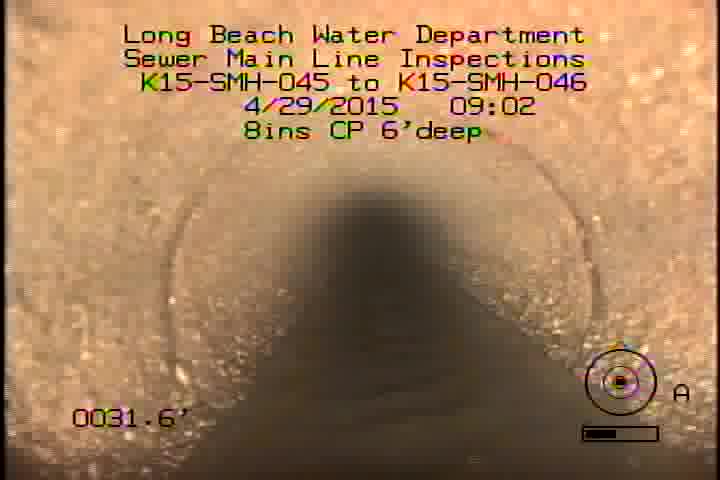 Long Beach Water Department
Sewer Main Line Inspections
K15-SMH-045 to K15-SMH-046
4/29/2015 09:02
8ins CP 6'deep
A
0031.6'